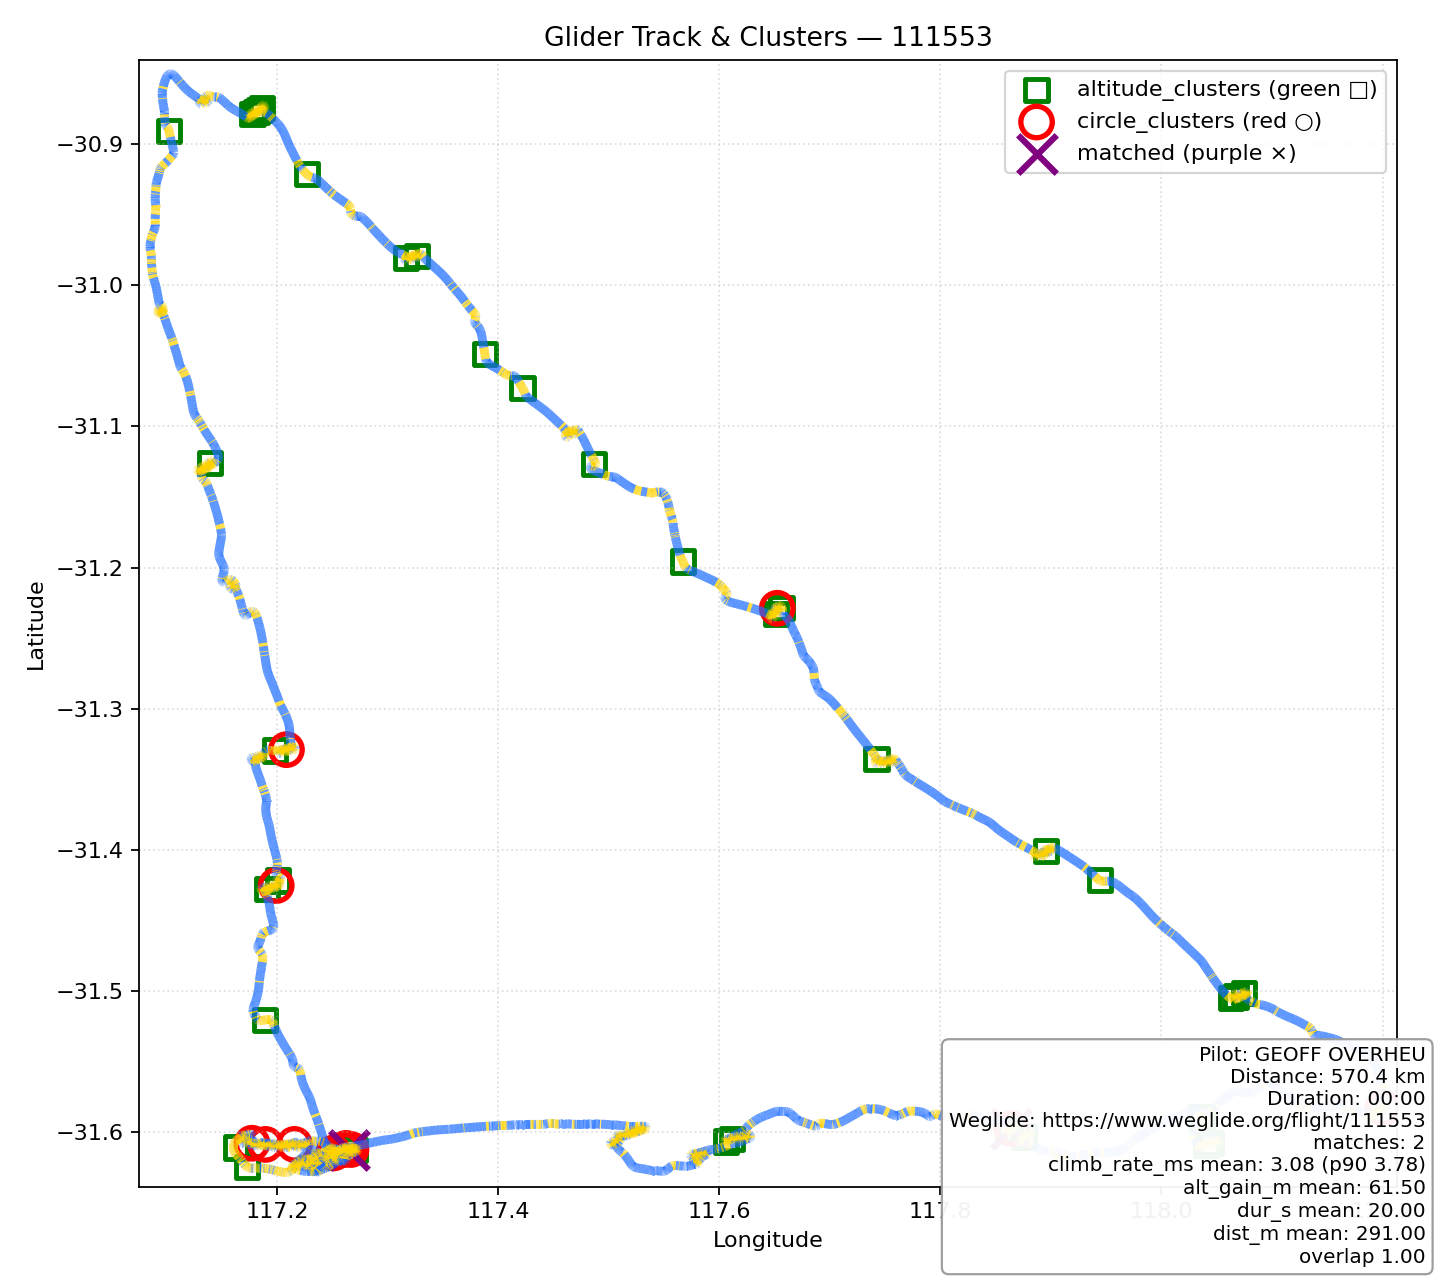 Glider Track & Clusters — 111553
altitude_clusters (green □)
circle_clusters (red ○)
matched (purple ×)
−30.9
−31.0
−31.1
−31.2
−31.3
−31.4
−31.5
−31.6
Latitude
117.2
117.4
117.6
117.8
118.0
Longitude
Pilot: GEOFF OVERHEU
Distance: 570.4 km
Duration: 00:00
Weglide: https://www.weglide.org/flight/111553
matches: 2
climb_rate_ms mean: 3.08 (p90 3.78)
alt_gain_m mean: 61.50
dur_s mean: 20.00
dist_m mean: 291.00
overlap 1.00